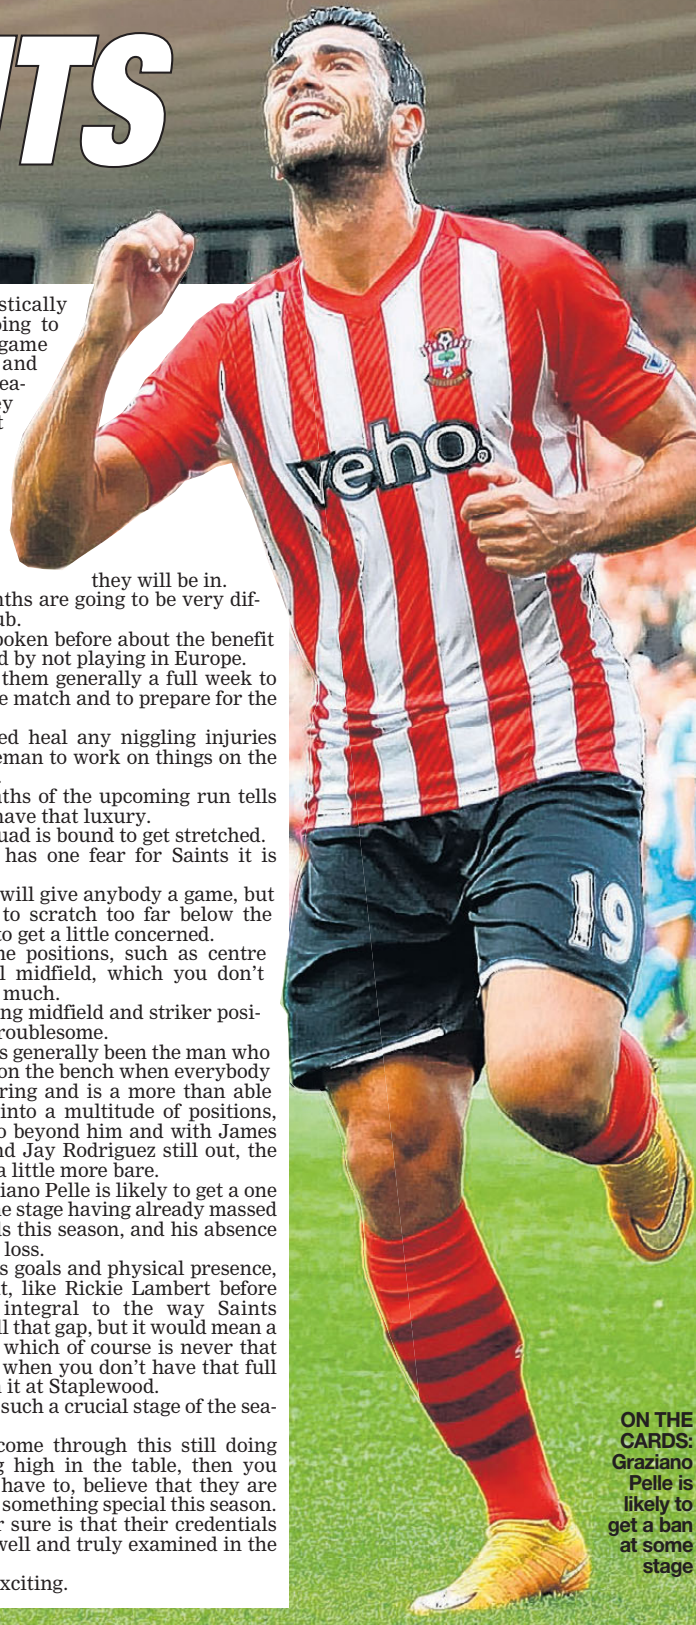 TS
stically
oing to
game
and
ea-
ey
t
they will be in.
nths are going to be very dif-
ub.
poken before about the benefit
d by not playing in Europe.
them generally a full week to
e match and to prepare for the
ed heal any niggling injuries
eman to work on things on the
.
nths of the upcoming run tells
have that luxury.
uad is bound to get stretched.
has one fear for Saints it is
will give anybody a game, but
to scratch too far below the
to get a little concerned.
ne positions, such as centre
l midfield, which you don't
much.
ng midfield and striker posi-
roublesome.
s generally been the man who
on the bench when everybody
ring and is a more than able
into a multitude of positions,
o beyond him and with James
nd Jay Rodriguez still out, the
a little more bare.
iano Pelle is likely to get a one
e stage having already massed
ls this season, and his absence
loss.
s goals and physical presence,
t, like Rickie Lambert before
integral to the way Saints
ll that gap, but it would mean a
which of course is never that
when you don't have that full
n it at Staplewood.
such a crucial stage of the sea-
come through this still doing
g high in the table, then you
have to, believe that they are
something special this season.
r sure is that their credentials
well and truly examined in the
xciting.
veho®
19
ON THE
CARDS:
Graziano
Pelle is
likely to
get a ban
at some
stage